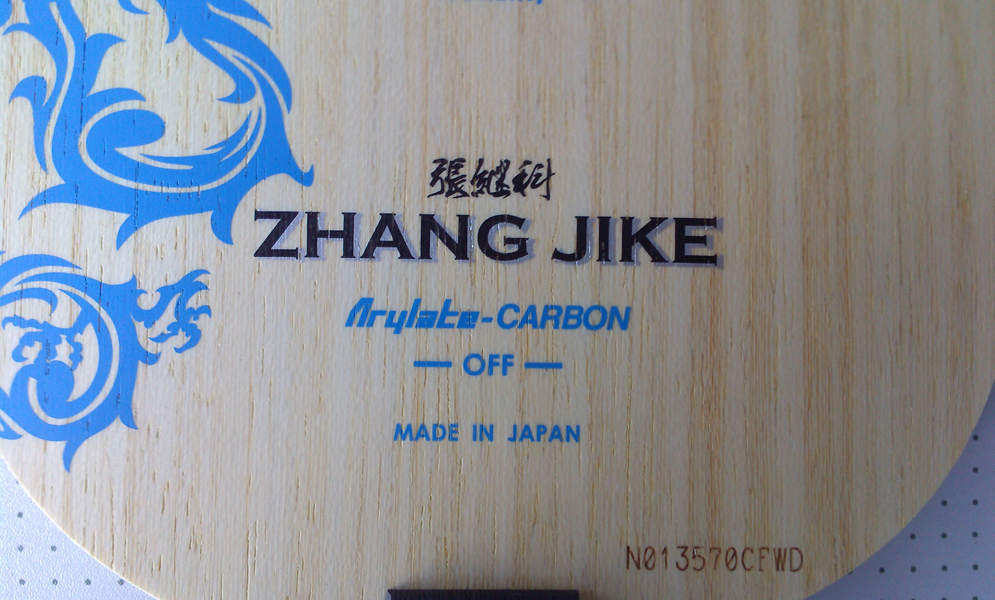 張継科
ZHANG JIKE
Arylate-CARBON
OFF
MADE IN JAPAN
N013570CFWD